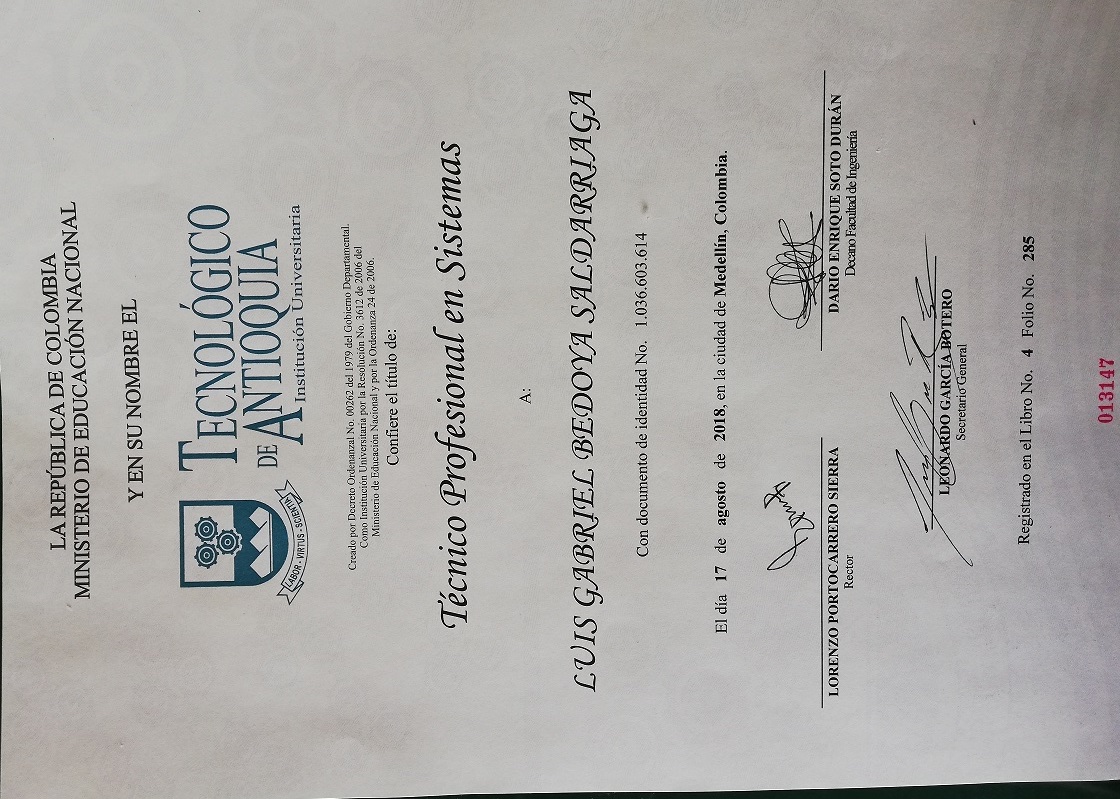 LA REPÚBLICA DE COLOMBIA
MINISTERIO DE EDUCACIÓN NACIONAL
Y EN SU NOMBRE EL
TECNOLÓGICO
DE ANTIOQUIA
Institución Universitaria
LABOR - VIRTUS - SCIENTIA
Creado por Decreto Ordenanzal No. 00262 del 1979 del Gobierno Departamental.
Como Institución Universitaria por la Resolución No. 3612 de 2006 del
Ministerio de Educación Nacional y por la Ordenanza 24 de 2006.
Confiere el título de:
Técnico Profesional en Sistemas
A:
LUIS GABRIEL BEDOYA SALDARRIAGA
Con documento de identidad No. 1.036.603.614
El día 17 de agosto de 2018, en la ciudad de Medellín, Colombia.
LORENZO PORTOCARRERO SIERRA
Rector
DARIO ENRIQUE SOTO DURÁN
Decano Facultad de Ingeniería
LEONARDO GARCÍA BOTERO
Secretario General
Registrado en el Libro No. 4 Folio No. 285
013147